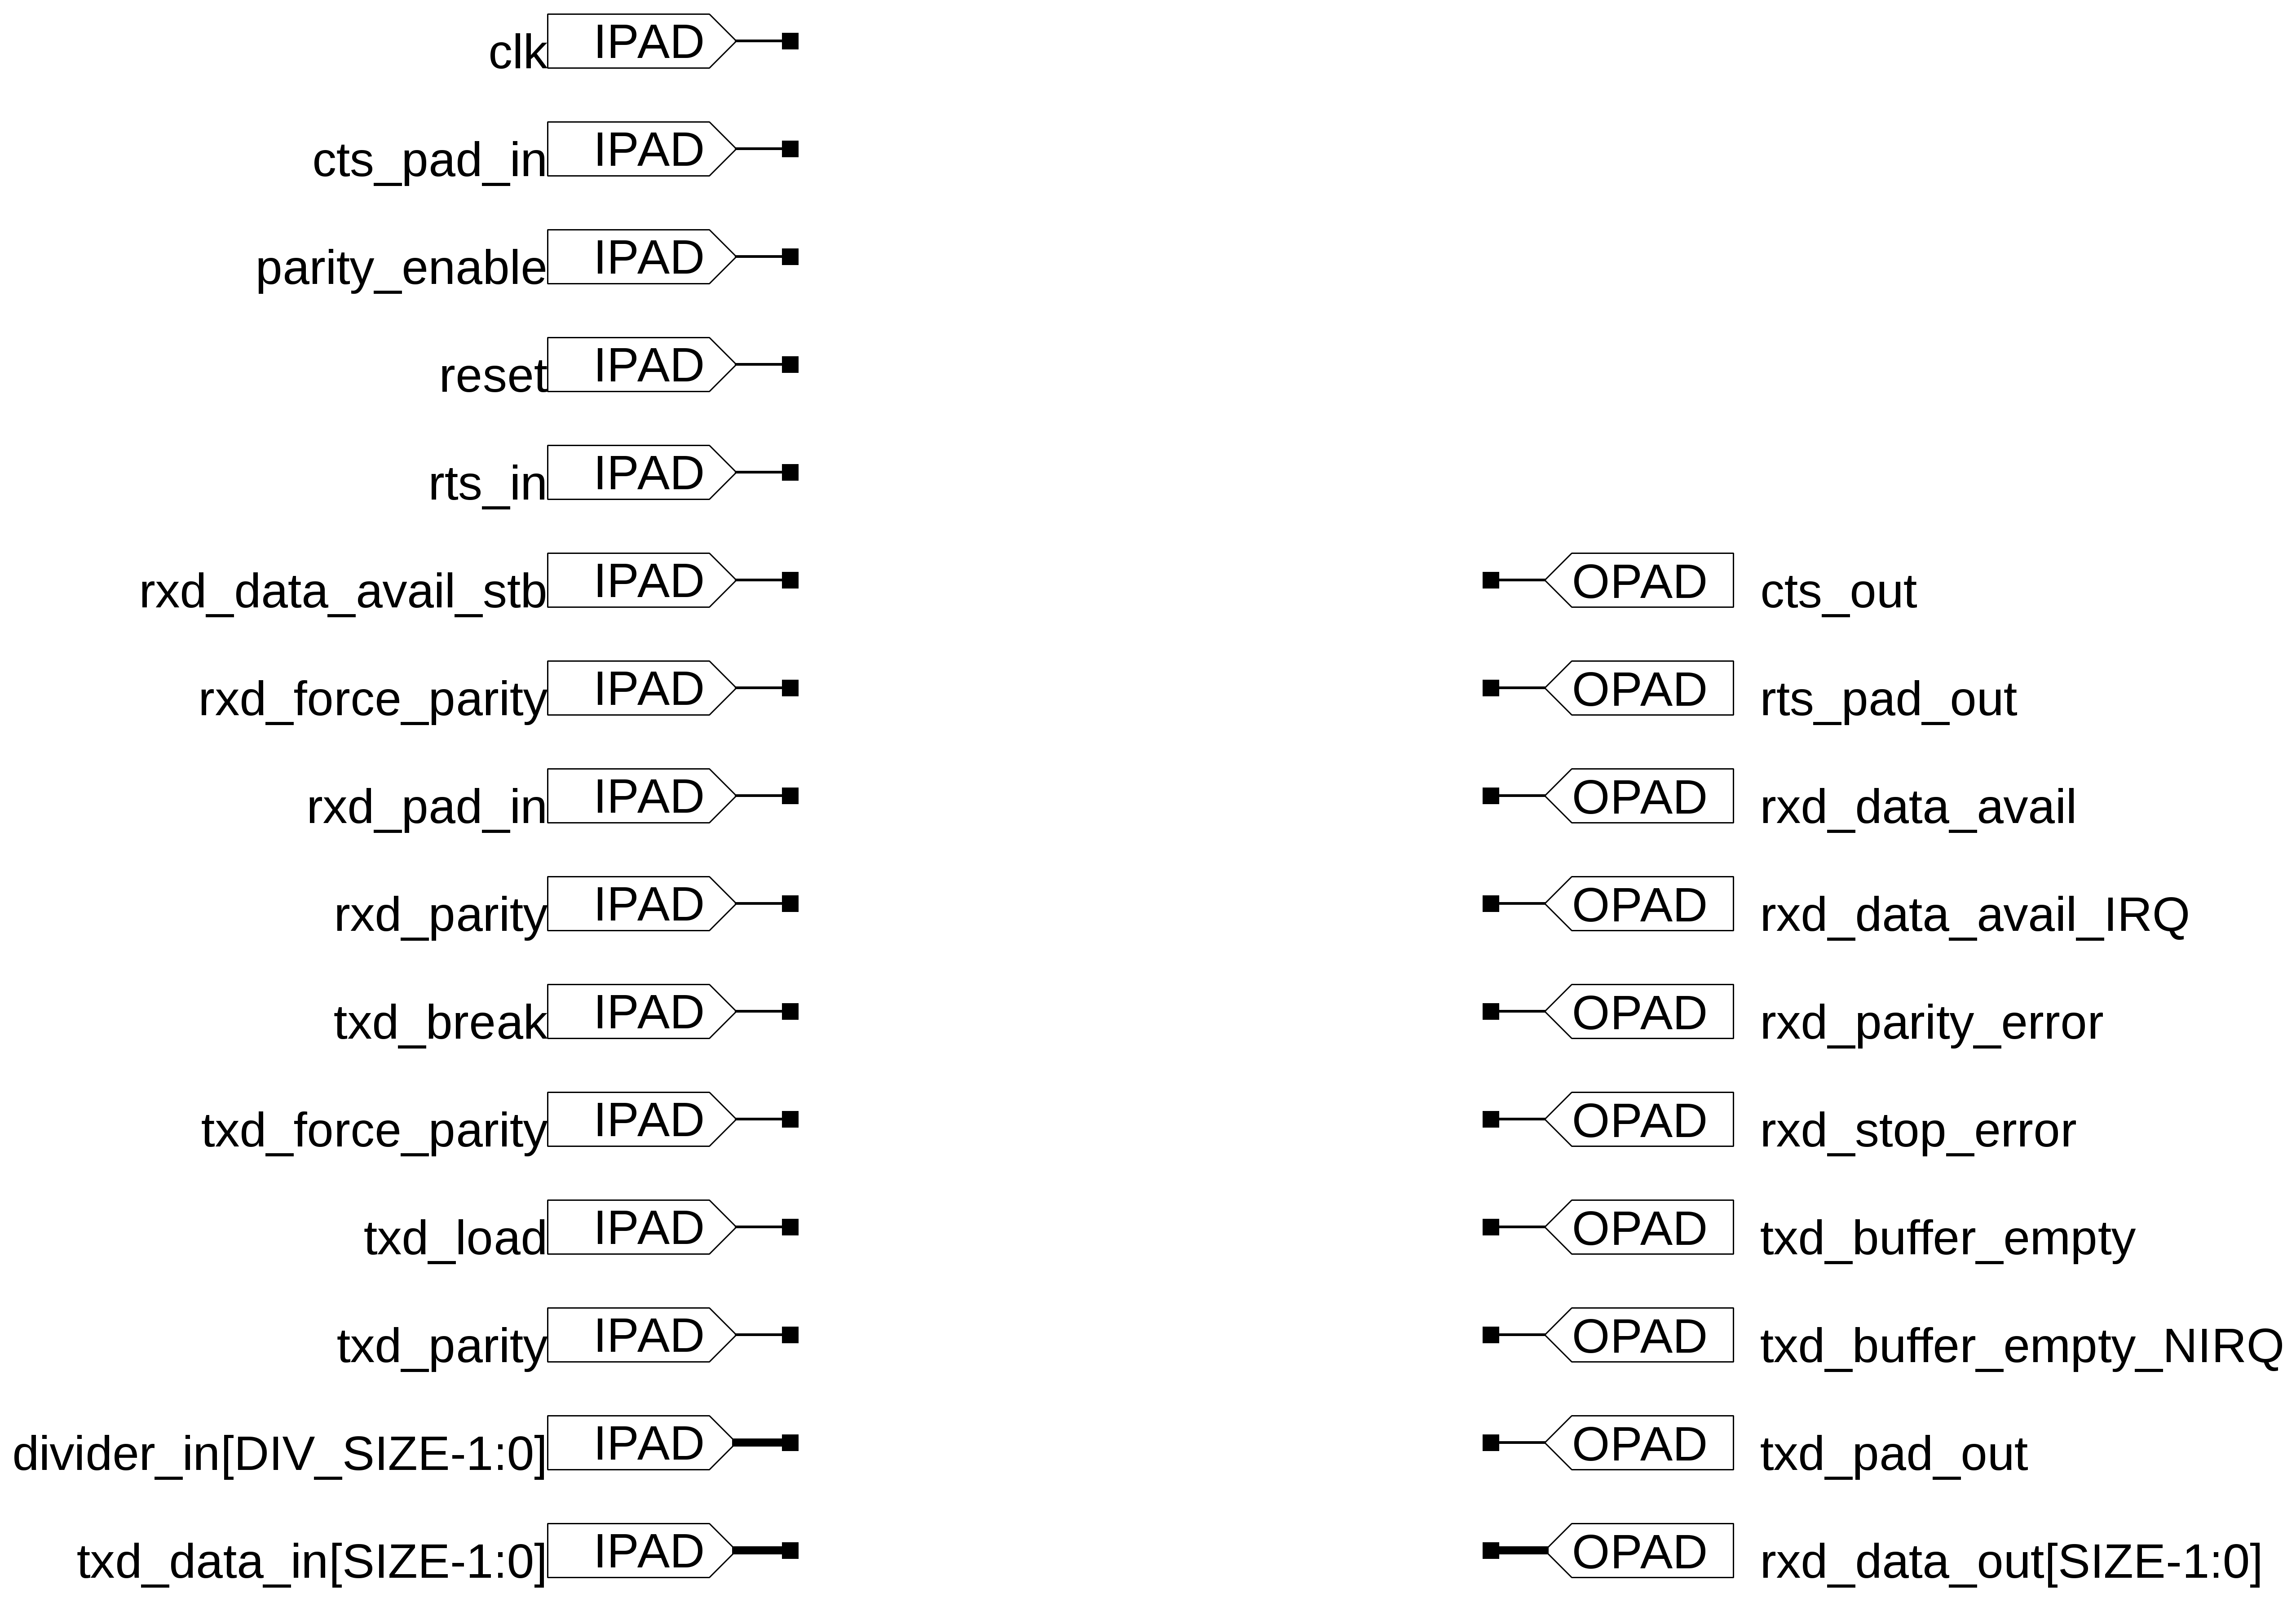 clk IPAD
cts_pad_in IPAD
parity_enable IPAD
reset IPAD
rts_in IPAD
rxd_data_avail_stb IPAD OPAD cts_out
rxd_force_parity IPAD OPAD rts_pad_out
rxd_pad_in IPAD OPAD rxd_data_avail
rxd_parity IPAD OPAD rxd_data_avail_IRQ
txd_break IPAD OPAD rxd_parity_error
txd_force_parity IPAD OPAD rxd_stop_error
txd_load IPAD OPAD txd_buffer_empty
txd_parity IPAD OPAD txd_buffer_empty_NIRQ
divider_in[DIV_SIZE-1:0] IPAD OPAD txd_pad_out
txd_data_in[SIZE-1:0] IPAD OPAD rxd_data_out[SIZE-1:0]